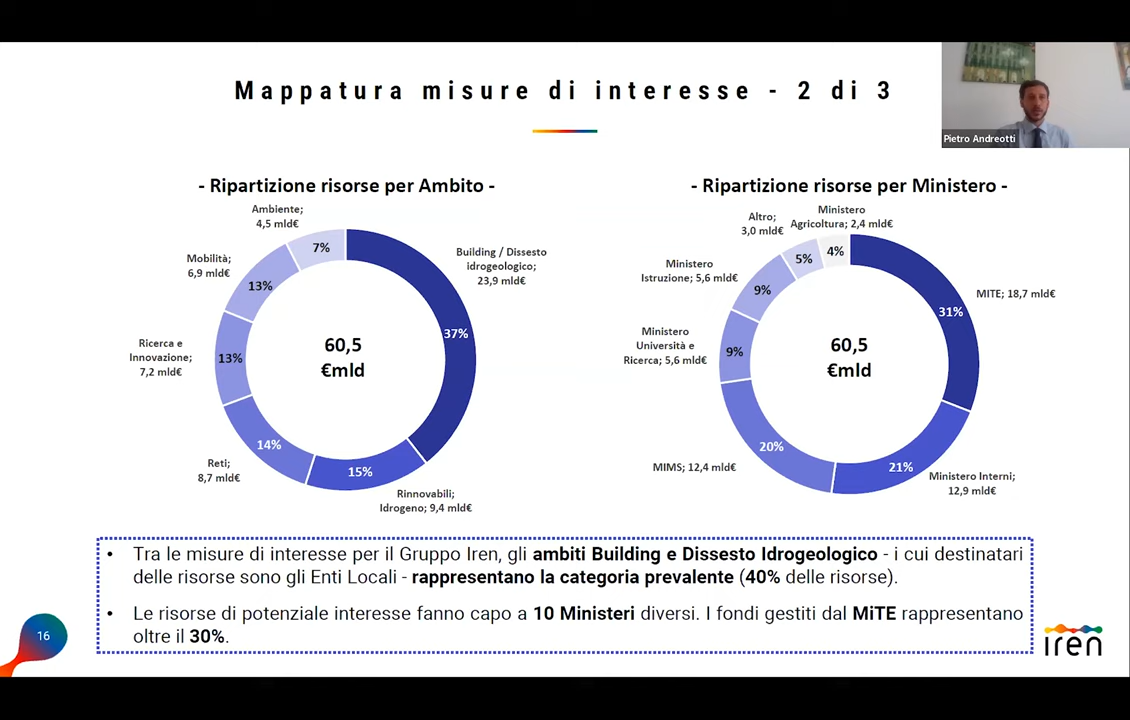 Mappatura misure di interesse - 2 di 3
Pietro Andreotti
- Ripartizione risorse per Ambito -
Ambiente;
4,5 mld€
7%
Mobilità;
6,9 mld€
13%
Building / Dissesto
idrogeologico;
23,9 mld€
37%
Ricerca e
Innovazione;
7,2 mld€
13%
60,5
€mld
14%
Reti;
8,7 mld€
15%
Rinnovabili;
Idrogeno; 9,4 mld€
- Ripartizione risorse per Ministero -
Altro;
3,0 mld€
5%
Ministero
Agricoltura; 2,4 mld€
4%
Ministero
Istruzione; 5,6 mld€
9%
MITE; 18,7 mld€
31%
Ministero
Università e
Ricerca; 5,6 mld€
9%
60,5
€mld
20%
MIMS; 12,4 mld€
21%
Ministero Interni;
12,9 mld€
• Tra le misure di interesse per il Gruppo Iren, gli ambiti Building e Dissesto Idrogeologico - i cui destinatari
delle risorse sono gli Enti Locali - rappresentano la categoria prevalente (40% delle risorse).
• Le risorse di potenziale interesse fanno capo a 10 Ministeri diversi. I fondi gestiti dal MiTE rappresentano
oltre il 30%.
16
iren